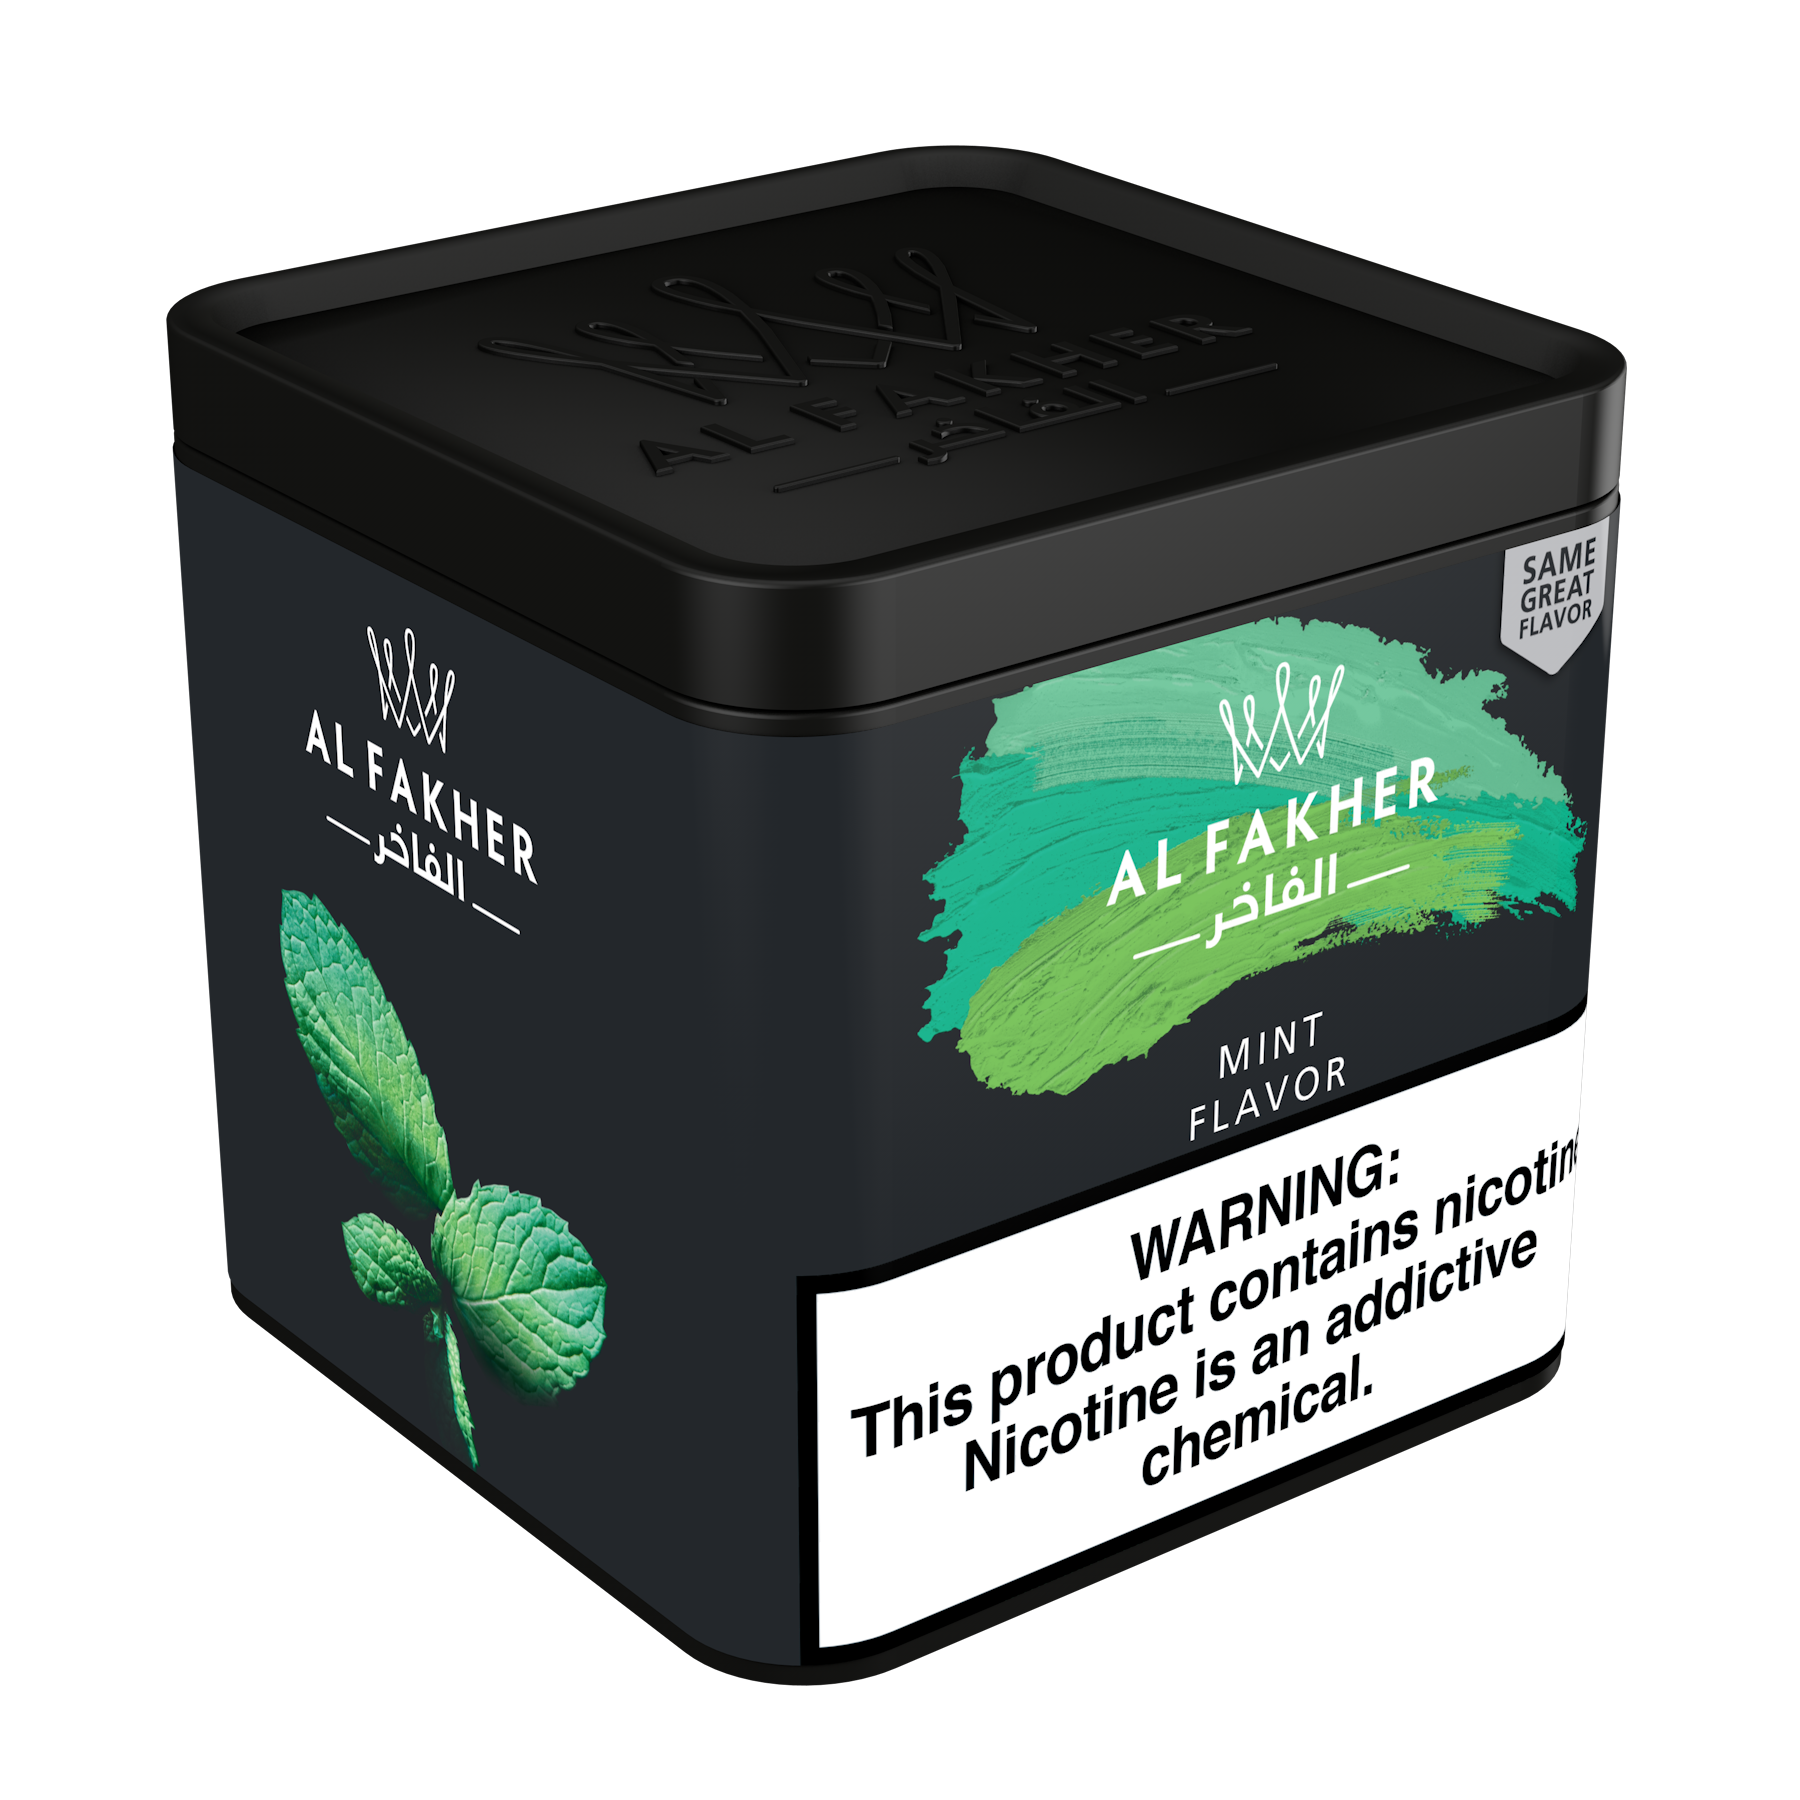 AL FAKHER
الفاخر
AL FAKHER
الفاخر
SAME
GREAT
FLAVOR
AL FAKHER
الفاخر
MINT
FLAVOR
WARNING:
This product contains nicotine.
Nicotine is an addictive
chemical.